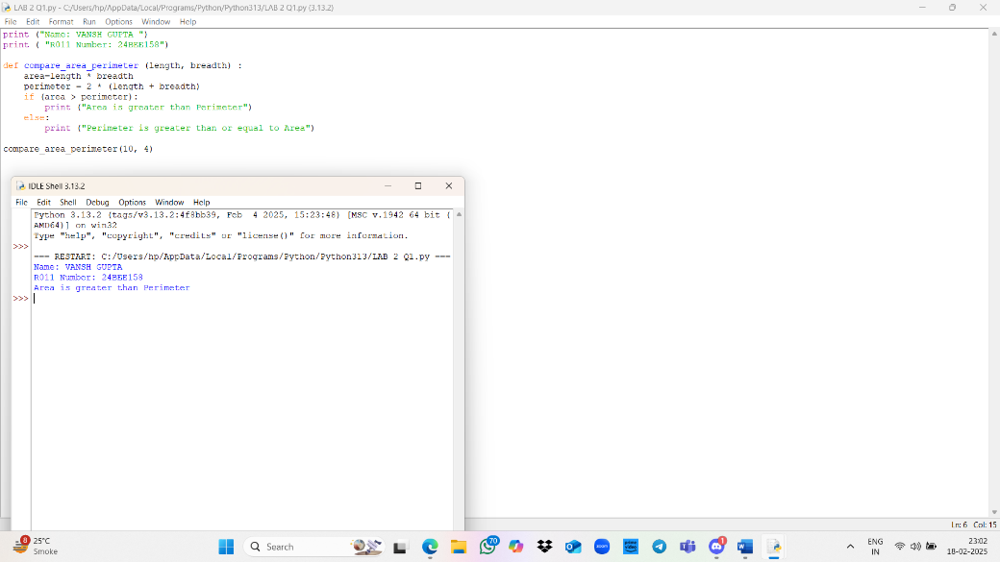 LAB 2 Q1.py - C:/Users/hp/AppData/Local/Programs/Python/Python313/LAB 2 Q1.py (3.13.2)
File Edit Format Run Options Window Help
print ("Name: VANSH GUPTA ")
print ( "R011 Number: 24BEE158")
def compare_area_perimeter (length, breadth) :
area=length * breadth
perimeter = 2 * (length + breadth)
if (area > perimeter):
print ("Area is greater than Perimeter")
else:
print ("Perimeter is greater than or equal to Area")
compare_area_perimeter(10, 4)
IDLE Shell 3.13.2
File Edit Shell Debug Options Window Help
Python 3.13.2 (tags/v3.13.2:4f8bb39, Feb  4 2025, 15:23:48) [MSC v.1942 64 bit (
AMD64)] on win32
Type "help", "copyright", "credits" or "license()" for more information.
>>>
=== RESTART: C:/Users/hp/AppData/Local/Programs/Python/Python313/LAB 2 Q1.py ===
Name: VANSH GUPTA
R011 Number: 24BEE158
Area is greater than Perimeter
>>>
Ln: 6 Col: 15
8
25°C
Smoke
Search
70
zoom
prime video
1
ENG
IN
23:02
18-02-2025